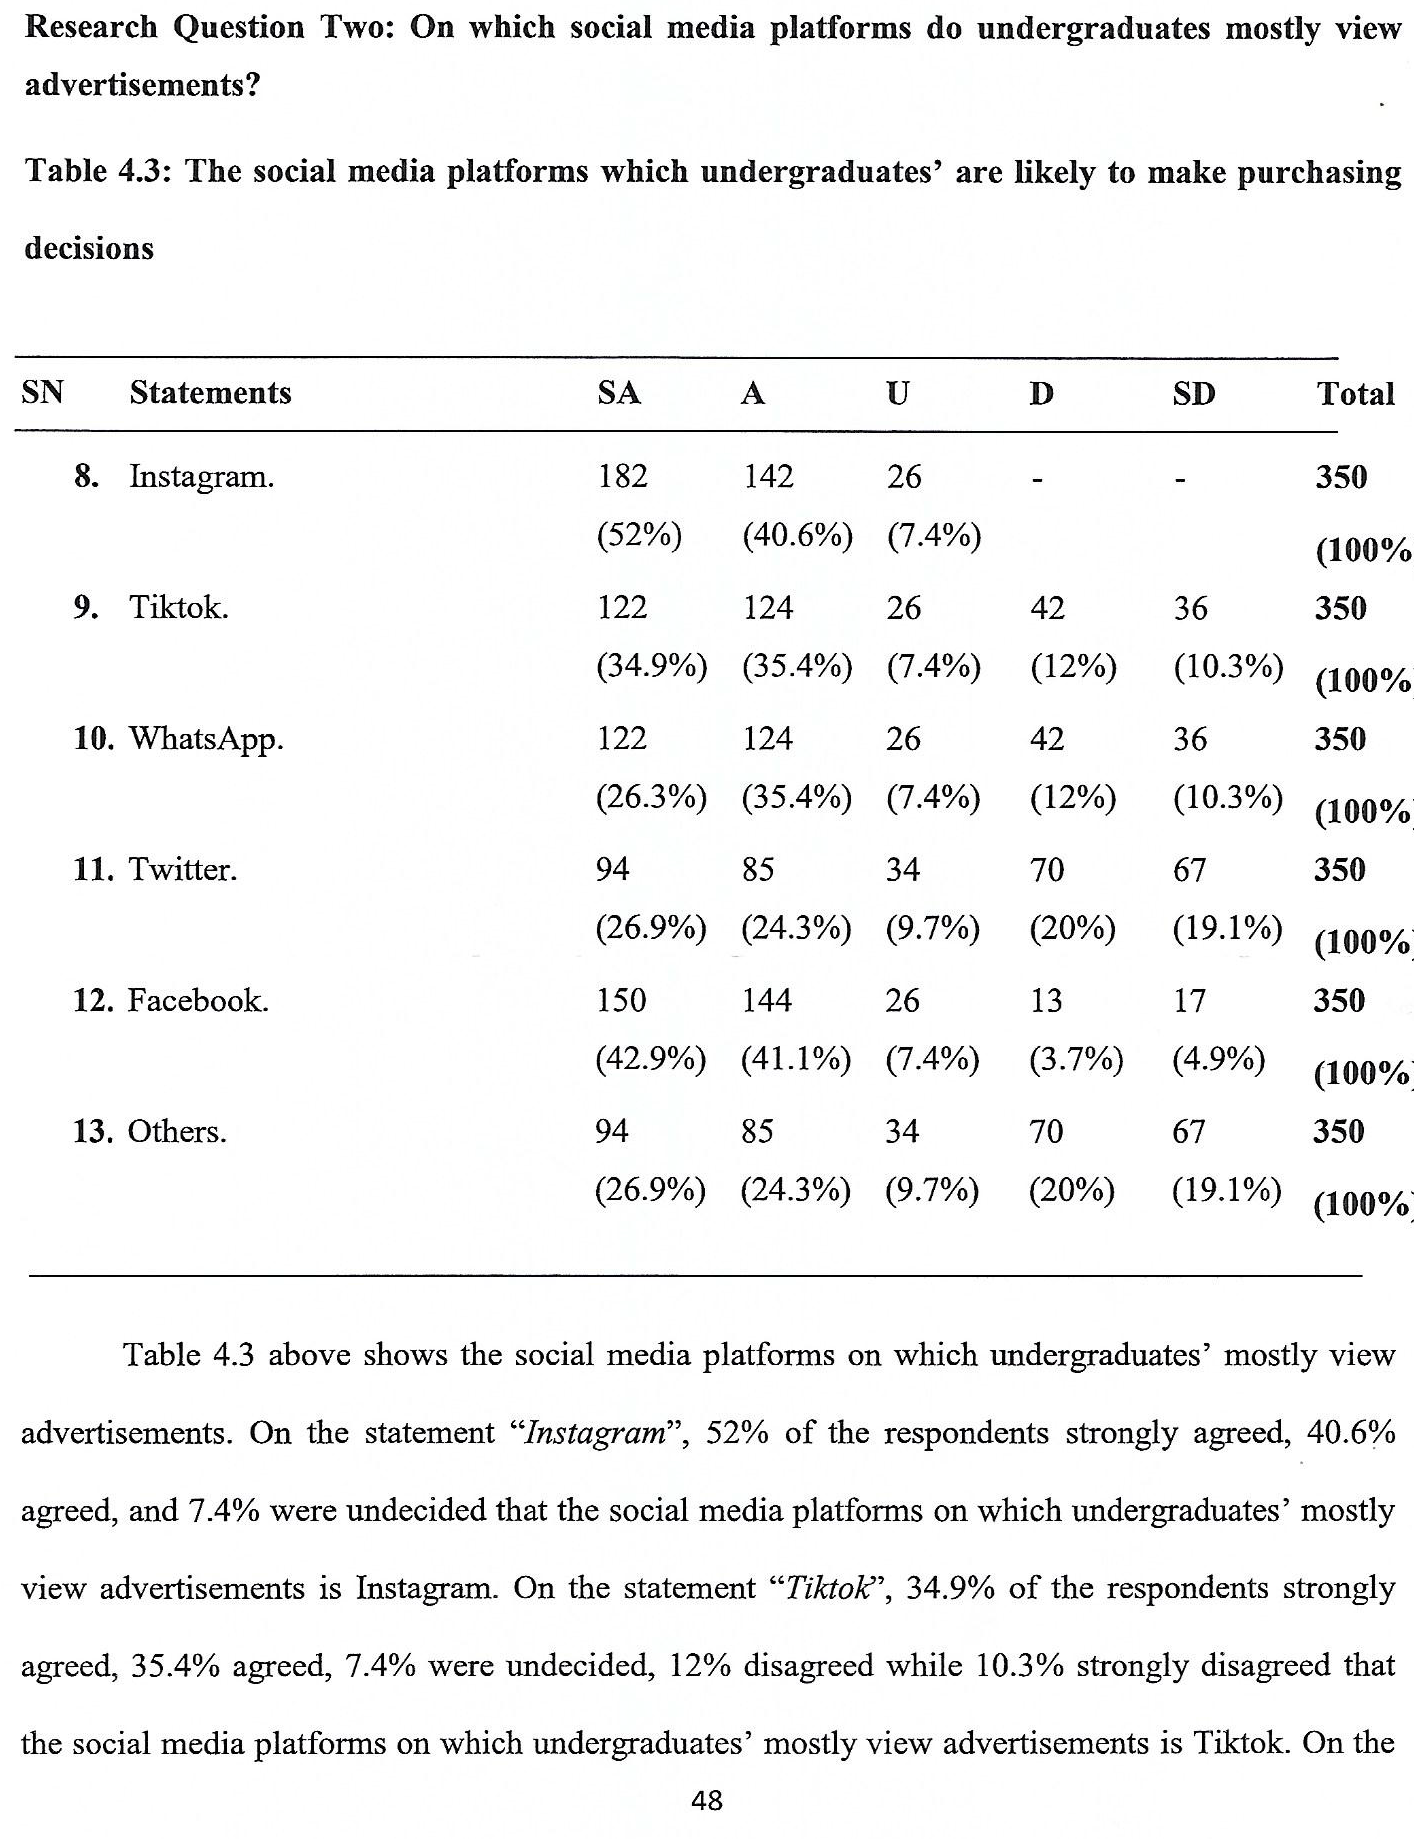 Research Question Two: On which social media platforms do undergraduates mostly view
advertisements?
Table 4.3: The social media platforms which undergraduates’ are likely to make purchasing
decisions
SN Statements SA A U D SD Total
8. Instagram. 182 142 26 - - 350
(52%) (40.6%) (7.4%) (100%
9. Tiktok. 122 124 26 42 36 350
(34.9%) (35.4%) (7.4%) (12%) (10.3%) (100%)
10. WhatsApp. 122 124 26 42 36 350
(26.3%) (35.4%) (7.4%) (12%) (10.3%) (100%)
11. Twitter. 94 85 34 70 67 350
(26.9%) (24.3%) (9.7%) (20%) (19.1%) (100%)
12. Facebook. 150 144 26 13 17 350
(42.9%) (41.1%) (7.4%) (3.7%) (4.9%) (100%)
13. Others. 94 85 34 70 67 350
(26.9%) (24.3%) (9.7%) (20%) (19.1%) (100%)
Table 4.3 above shows the social media platforms on which undergraduates’ mostly view
advertisements. On the statement “Instagram”, 52% of the respondents strongly agreed, 40.6%
agreed, and 7.4% were undecided that the social media platforms on which undergraduates’ mostly
view advertisements is Instagram. On the statement “Tiktok”, 34.9% of the respondents strongly
agreed, 35.4% agreed, 7.4% were undecided, 12% disagreed while 10.3% strongly disagreed that
the social media platforms on which undergraduates’ mostly view advertisements is Tiktok. On the
48